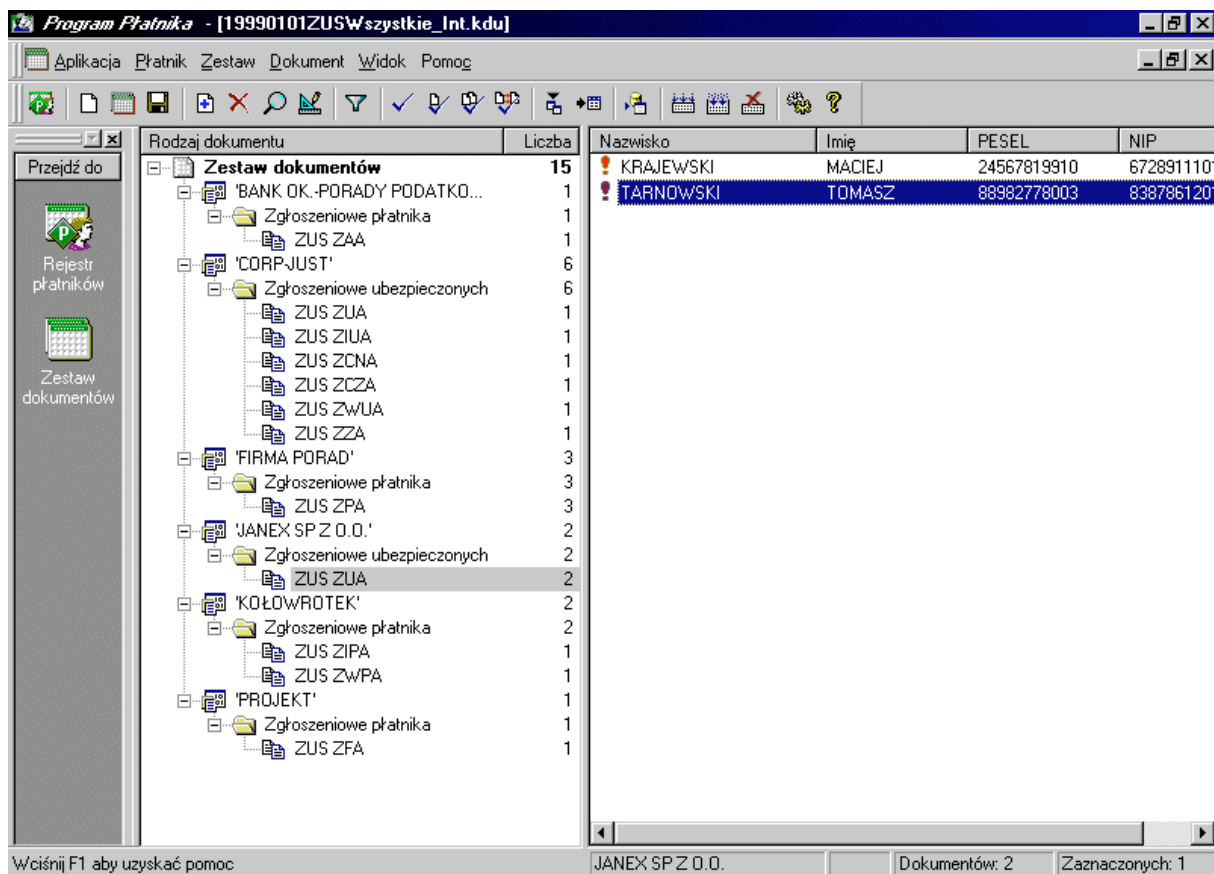 Program Płatnika - [19990101ZUSWszystkie_Int.kdu]
Aplikacja Płatnik Zestaw Dokument Widok Pomoc
Przejdź do
Rejestr
płatników
Zestaw
dokumentów
Rodzaj dokumentu Liczba
Zestaw dokumentów 15
'BANK OK.-PORADY PODATKO... 1
Zgłoszeniowe płatnika 1
ZUS ZAA 1
'CORP-JUST' 6
Zgłoszeniowe ubezpieczonych 6
ZUS ZUA 1
ZUS ZIUA 1
ZUS ZCNA 1
ZUS ZCZA 1
ZUS ZWUA 1
ZUS ZZA 1
'FIRMA PORAD' 3
Zgłoszeniowe płatnika 3
ZUS ZPA 3
'JANEX SP Z O.O.' 2
Zgłoszeniowe ubezpieczonych 2
ZUS ZUA 2
'KOŁOWROTEK' 2
Zgłoszeniowe płatnika 2
ZUS ZIPA 1
ZUS ZWPA 1
'PROJEKT' 1
Zgłoszeniowe płatnika 1
ZUS ZFA 1
Nazwisko Imię PESEL NIP
KRAJEWSKI MACIEJ 24567819910 672891110
TARNOWSKI TOMASZ 88982778003 838786120
Wciśnij F1 aby uzyskać pomoc
JANEX SP Z O.O. Dokumentów: 2 Zaznaczonych: 1